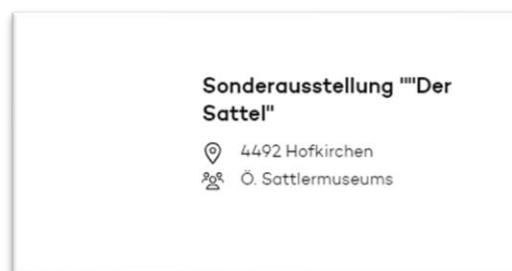 Sonderausstellung """Der
Sattel"
4492 Hofkirchen
Ö. Sattlermuseums